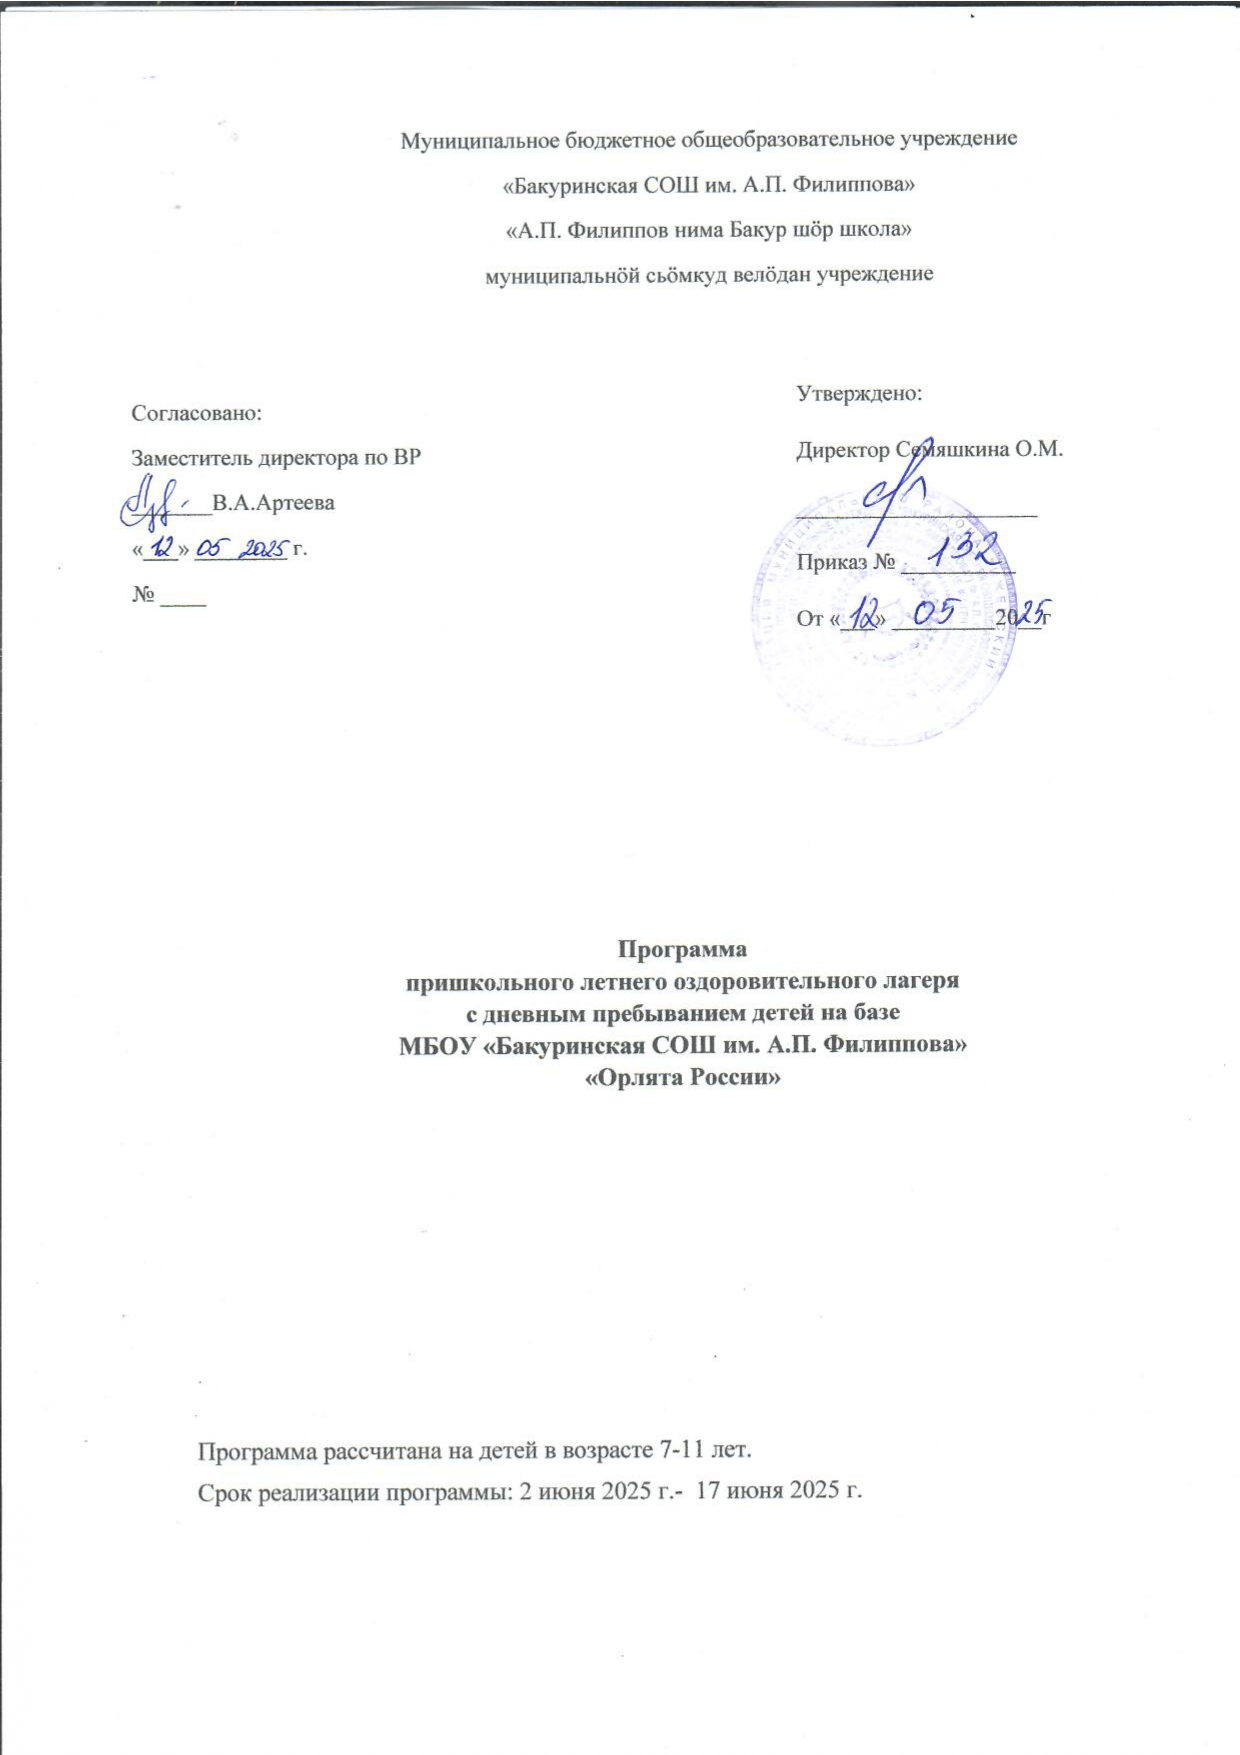 Муниципальное бюджетное общеобразовательное учреждение
«Бакуринская СОШ им. А.П. Филиппова»
«А.П. Филиппов нима Бакур шӧр школа»
муниципальнӧй сьӧмкуд велӧдан учреждение
Согласовано:
Заместитель директора по ВР
_______В.А.Артеева
«12» 05 2025 г.
№ ____
Утверждено:
Директор Семяшкина О.М.
_____________________
Приказ № 132
От «12» 05 2025г
Программа
пришкольного летнего оздоровительного лагеря
с дневным пребыванием детей на базе
МБОУ «Бакуринская СОШ им. А.П. Филиппова»
«Орлята России»
Программа рассчитана на детей в возрасте 7-11 лет.
Срок реализации программы: 2 июня 2025 г.- 17 июня 2025 г.